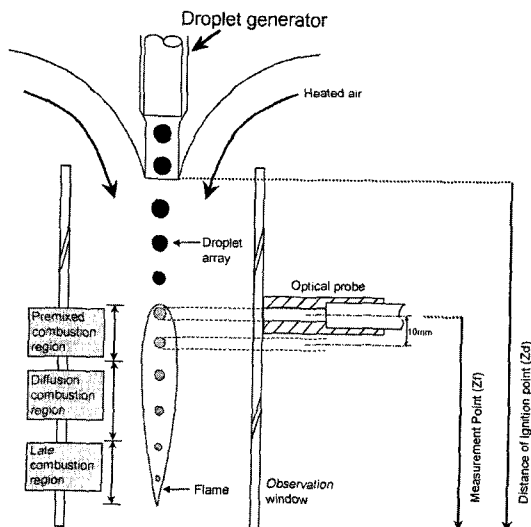 Droplet generator
Heated air
Droplet
array
Optical probe
10mm
Premixed
combustion
region
Diffusion
combustion
region
Late
combustion
region
Flame
Observation
window
Measurement Point (Zf)
Distance of Ignition point (Zd)